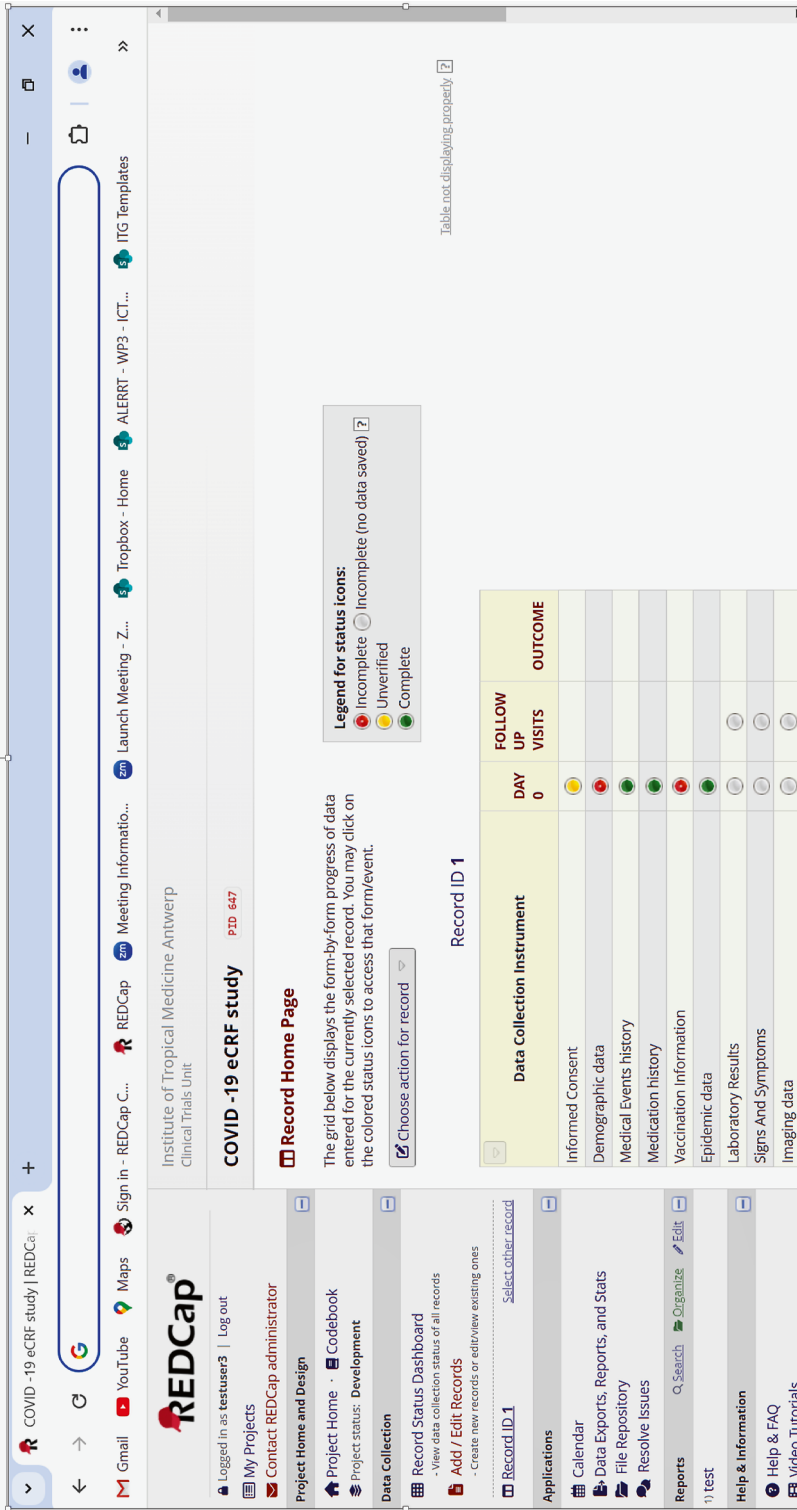 COVID -19 eCRF study | REDCap
Gmail
YouTube
Maps
Sign in - REDCap C...
REDCap
Meeting Informatio...
Launch Meeting - Z...
Tropbox - Home
ALERRT - WP3 - ICT...
ITG Templates
REDCap®
Logged in as testuser3 | Log out
My Projects
Contact REDCap administrator
Project Home and Design
Project Home · Codebook
Project status: Development
Data Collection
Record Status Dashboard
- View data collection status of all records
Add / Edit Records
- Create new records or edit/view existing ones
Record ID 1 Select other record
Applications
Calendar
Data Exports, Reports, and Stats
File Repository
Resolve Issues
Reports Search Organize Edit
1) test
Help & Information
Help & FAQ
Video Tutorials
Institute of Tropical Medicine Antwerp
Clinical Trials Unit
COVID -19 eCRF study PID 647
Record Home Page
The grid below displays the form-by-form progress of data
entered for the currently selected record. You may click on
the colored status icons to access that form/event.
Choose action for record
Legend for status icons:
Incomplete Incomplete (no data saved) ?
Unverified
Complete
Table not displaying properly ?
Record ID 1
Data Collection Instrument
DAY
0
FOLLOW
UP
VISITS
OUTCOME
Informed Consent
Demographic data
Medical Events history
Medication history
Vaccination Information
Epidemic data
Laboratory Results
Signs And Symptoms
Imaging data